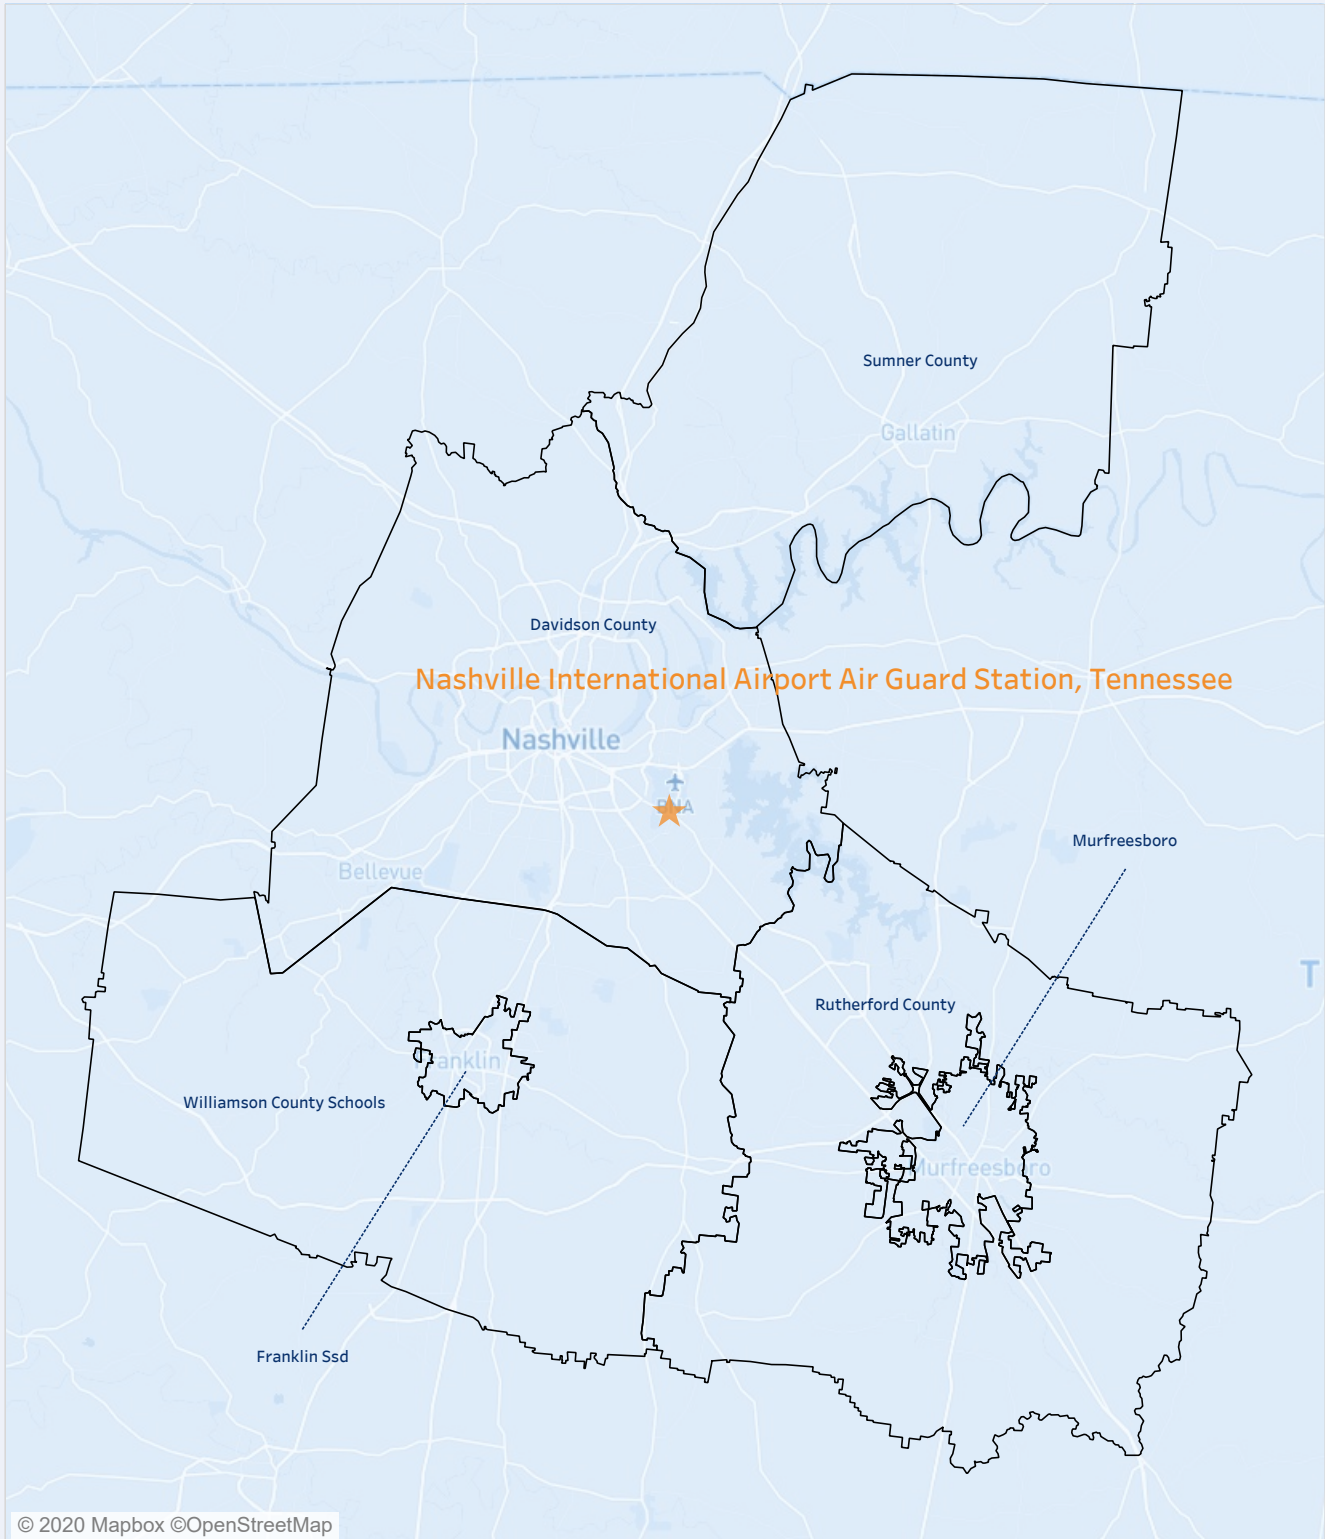 Sumner County
Gallatin
Davidson County
Nashville International Airport Air Guard Station, Tennessee
Nashville
BNA
Murfreesboro
Bellevue
T
Rutherford County
Franklin
Williamson County Schools
Murfreesboro
Franklin Ssd
© 2020 Mapbox ©OpenStreetMap